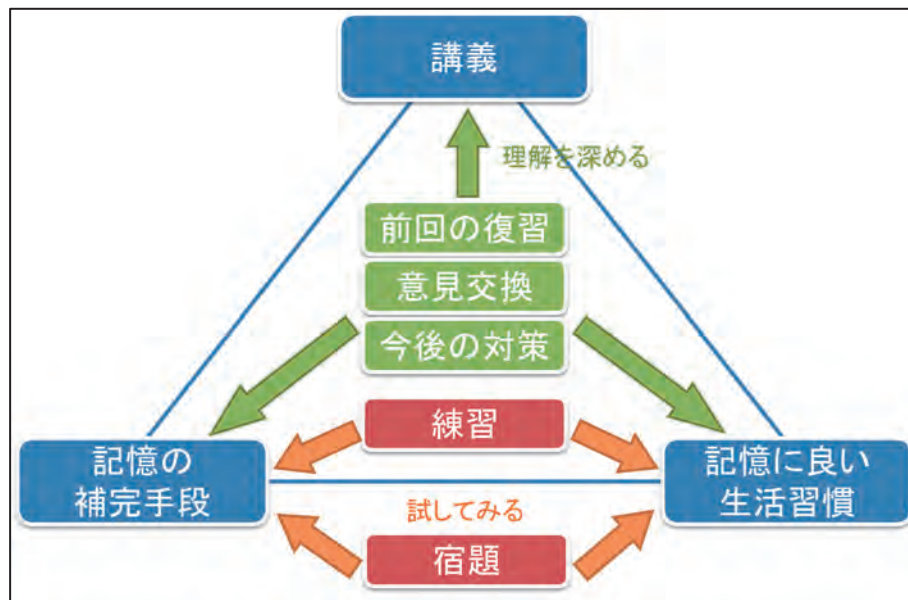 講義
理解を深める
前回の復習
意見交換
今後の対策
練習
記憶の
補完手段
記憶に良い
生活習慣
試してみる
宿題